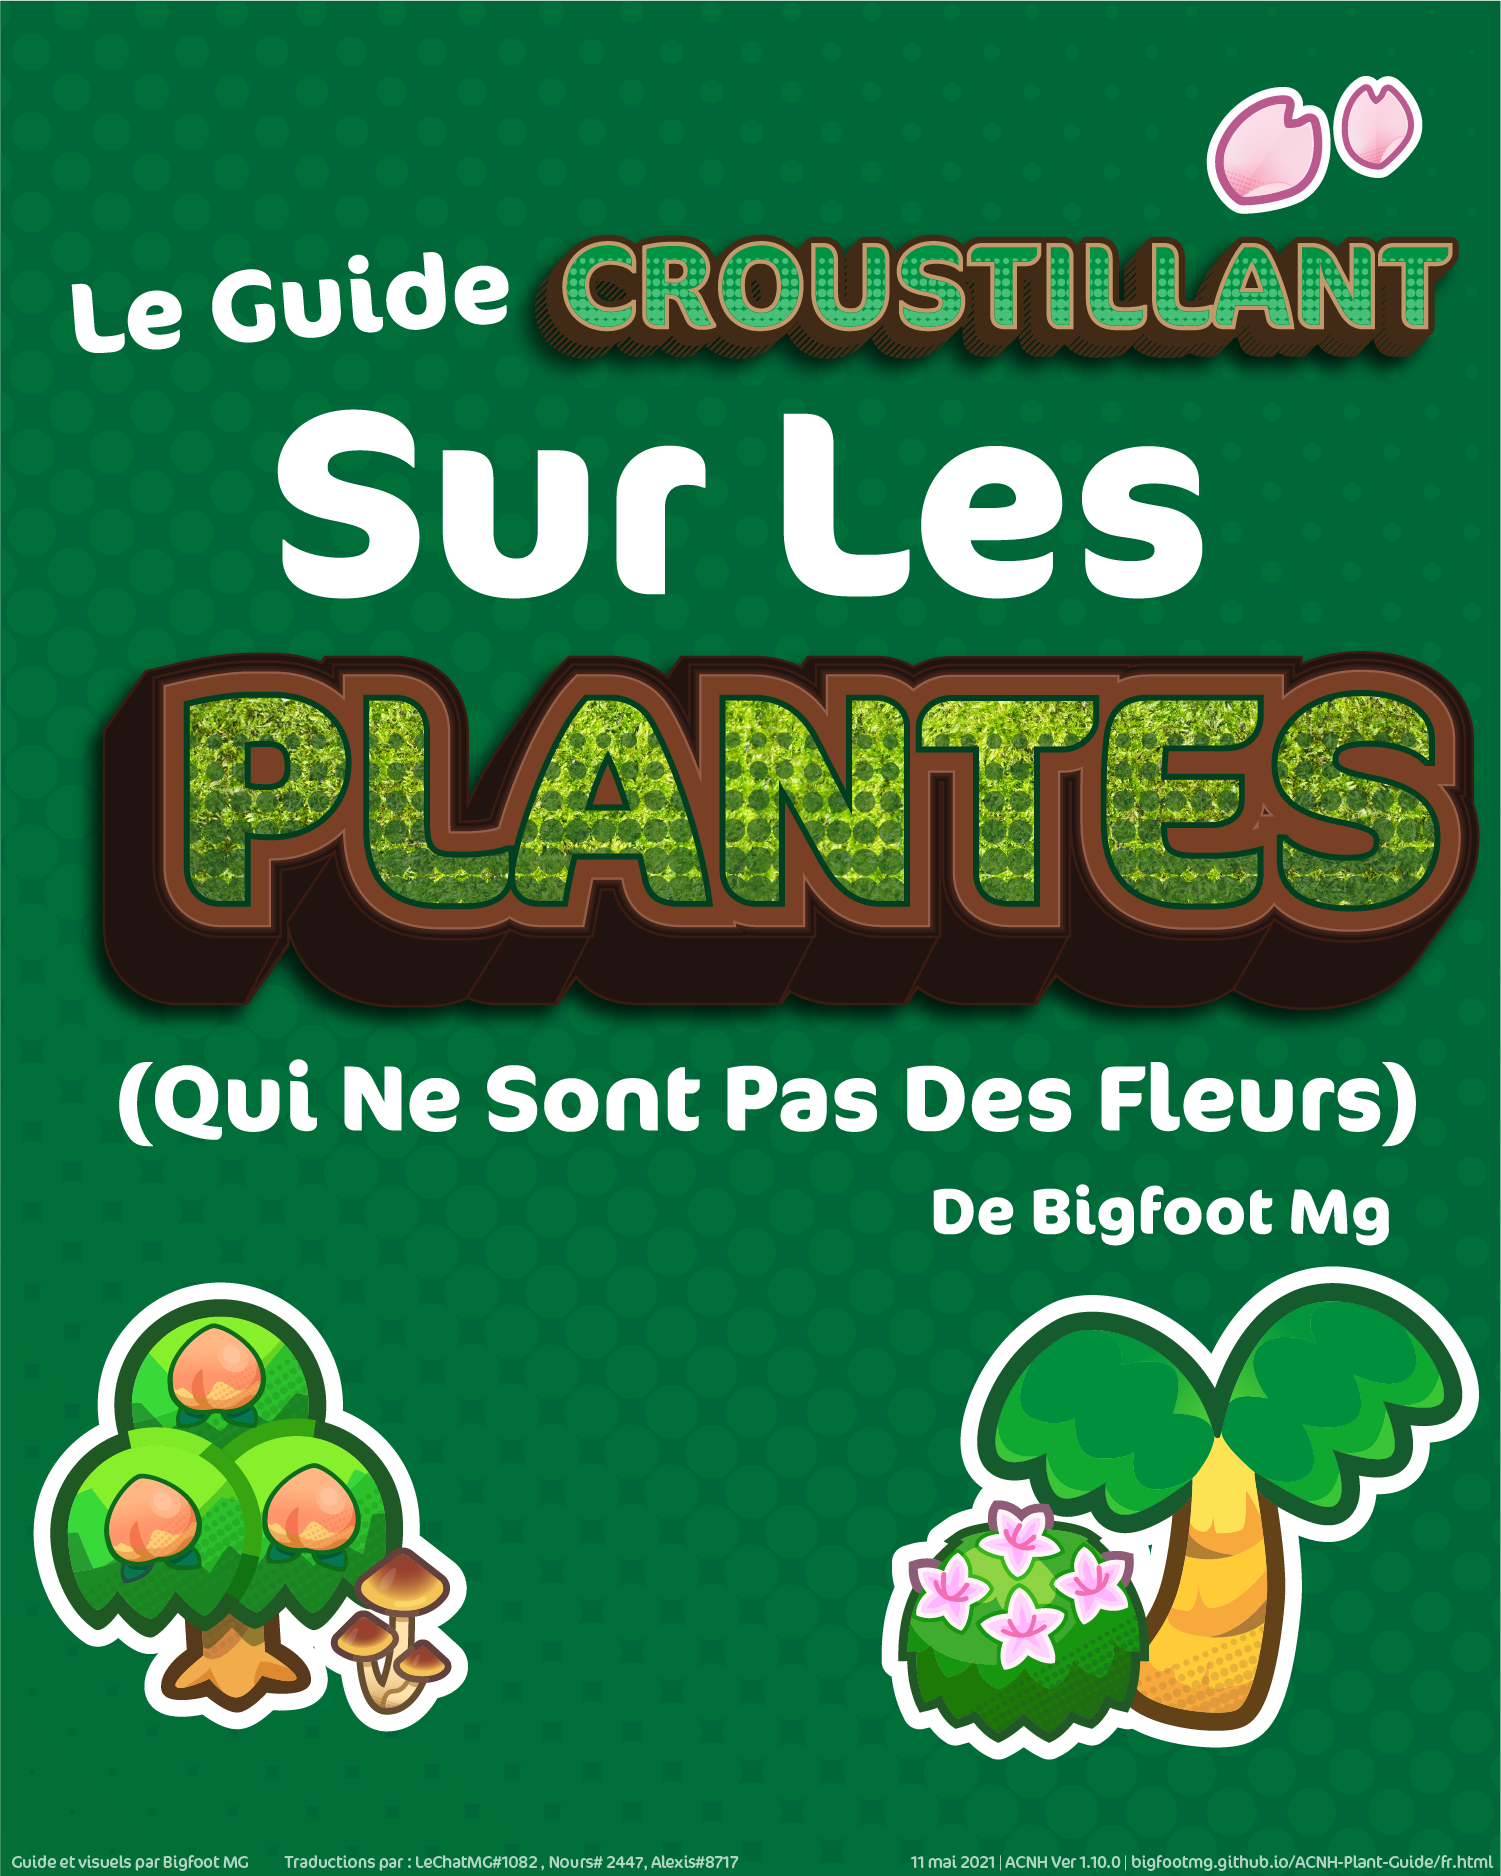 Le Guide CROUSTILLANT
Sur Les
PLANTES
(Qui Ne Sont Pas Des Fleurs)
De Bigfoot Mg
Guide et visuels par Bigfoot MG Traductions par : LeChatMG#1082 , Nours# 2447, Alexis#8717 11 mai 2021 | ACNH Ver 1.10.0 | bigfootmg.github.io/ACNH-Plant-Guide/fr.html